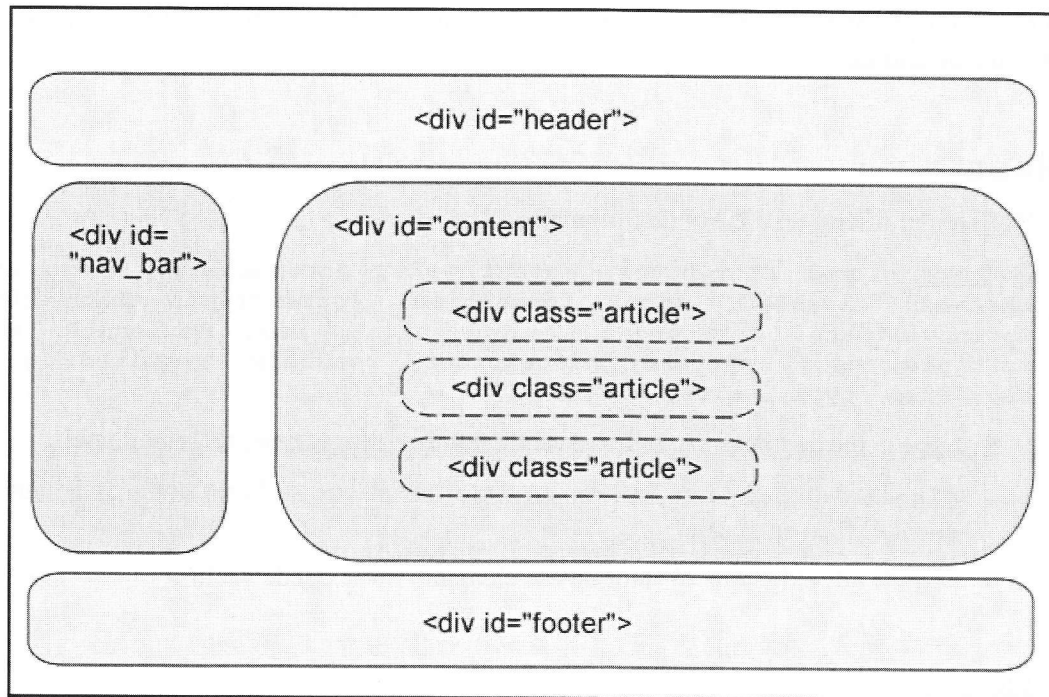 <div id="header">
<div id=
"nav_bar">
<div id="content">
<div class="article">
<div class="article">
<div class="article">
<div id="footer">